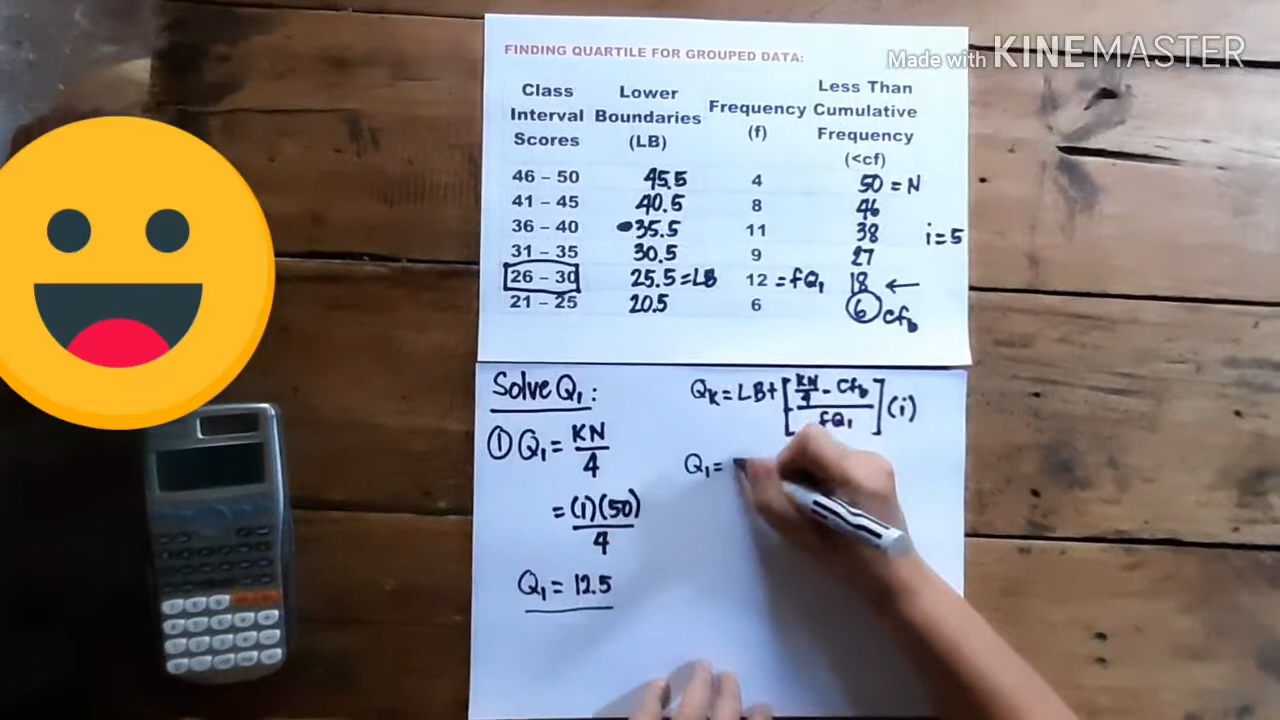 Made with KINEMASTER
FINDING QUARTILE FOR GROUPED DATA:
Class Interval Scores Lower Boundaries (LB) Frequency (f) Less Than Cumulative Frequency (<cf)
46 – 50 45.5 4 50 = N
41 – 45 40.5 8 46
36 – 40 35.5 11 38 i = 5
31 – 35 30.5 9 27
26 – 30 25.5 = LB 12 = fQ₁ 18 ←
21 – 25 20.5 6 6 cfb
Solve Q₁:
① Q₁ = KN/4
= (1)(50)/4
Q₁ = 12.5
QK = LB + [(KN/4 - cfb)/fQ₁] (i)
Q₁ =